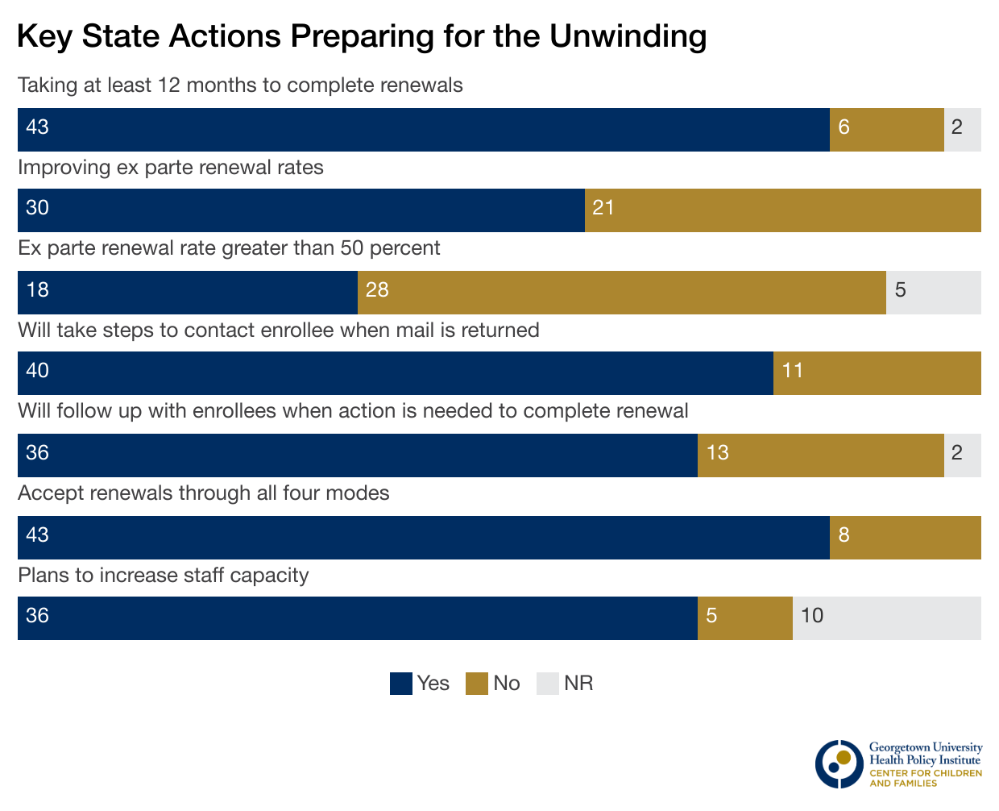 Key State Actions Preparing for the Unwinding
Taking at least 12 months to complete renewals
43 6 2
Improving ex parte renewal rates
30 21
Ex parte renewal rate greater than 50 percent
18 28 5
Will take steps to contact enrollee when mail is returned
40 11
Will follow up with enrollees when action is needed to complete renewal
36 13 2
Accept renewals through all four modes
43 8
Plans to increase staff capacity
36 5 10
Yes No NR
Georgetown University
Health Policy Institute
CENTER FOR CHILDREN
AND FAMILIES